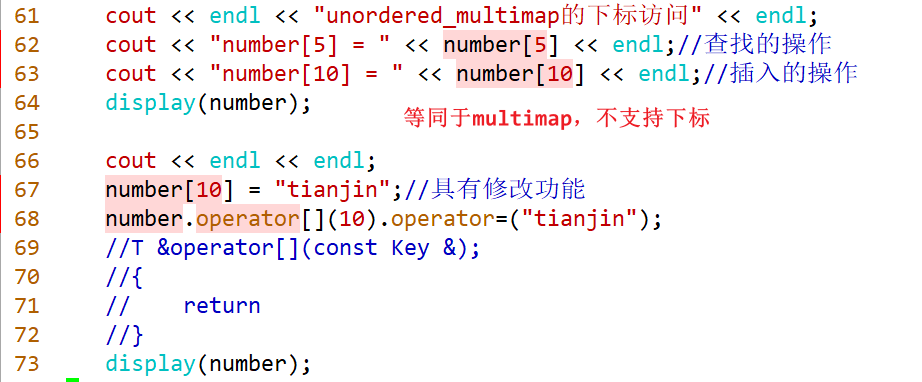 61 cout << endl << "unordered_multimap的下标访问" << endl;
62 cout << "number[5] = " << number[5] << endl;//查找的操作
63 cout << "number[10] = " << number[10] << endl;//插入的操作
64 display(number);
等同于multimap，不支持下标
65
66 cout << endl << endl;
67 number[10] = "tianjin";//具有修改功能
68 number.operator[](10).operator=("tianjin");
69 //T &operator[](const Key &);
70 //{
71 //    return
72 //}
73 display(number);